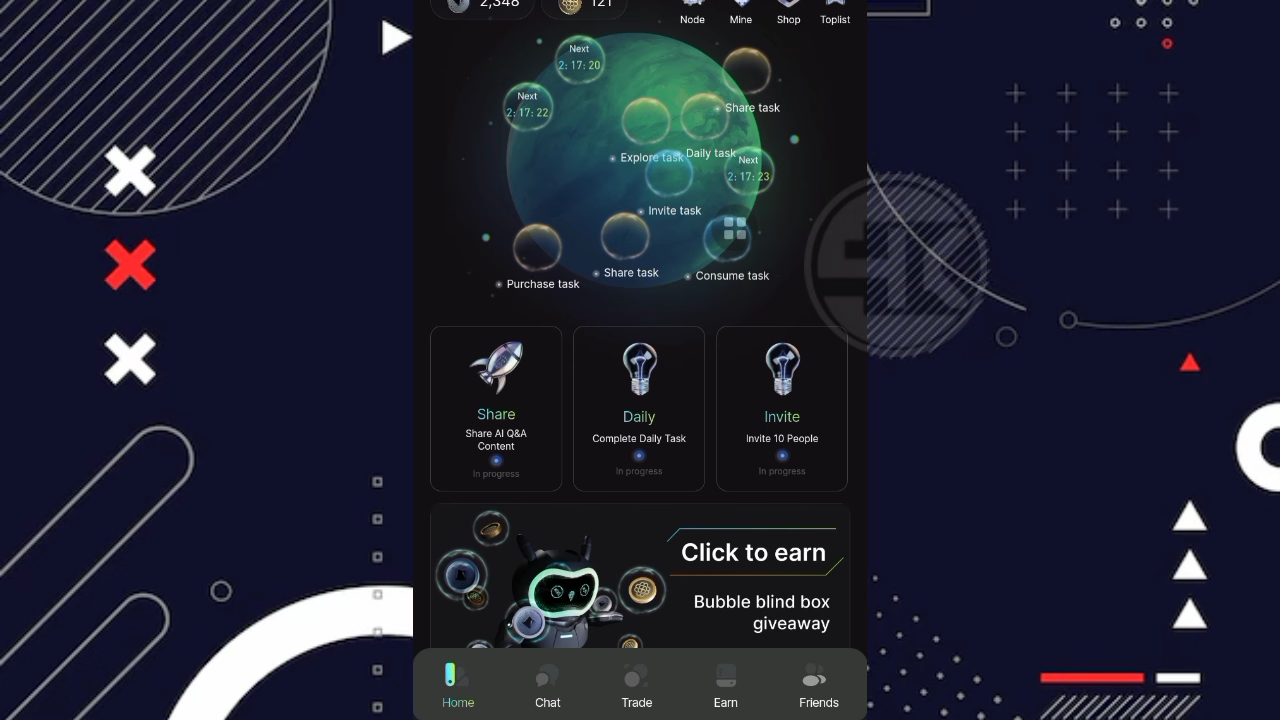 2,348
121
Node
Mine
Shop
Toplist
Next
2: 17: 20
Next
2: 17: 22
Share task
Explore task
Daily task
Next
2: 17: 23
Invite task
Share task
Consume task
Purchase task
Share
Share AI Q&A
Content
In progress
Daily
Complete Daily Task
In progress
Invite
Invite 10 People
In progress
Click to earn
Bubble blind box
giveaway
Home
Chat
Trade
Earn
Friends